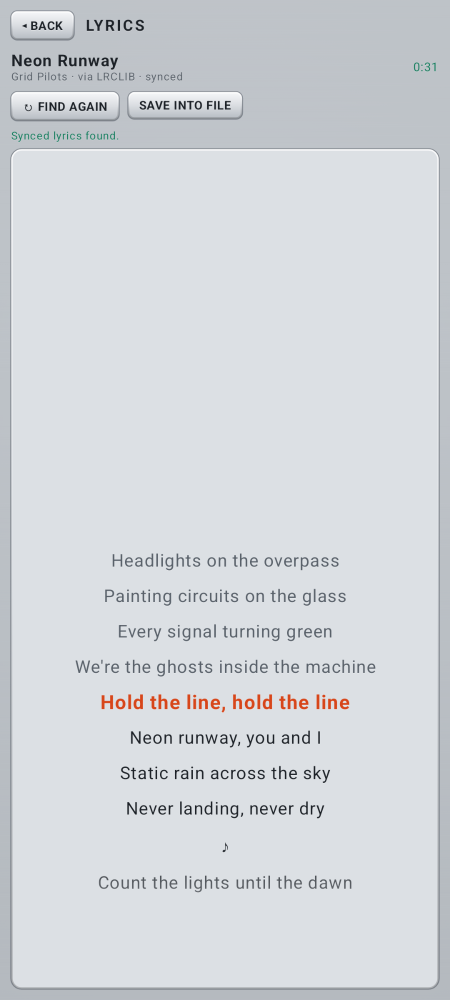 ◂ BACK LYRICS
Neon Runway
Grid Pilots · via LRCLIB · synced
0:31
↻ FIND AGAIN SAVE INTO FILE
Synced lyrics found.
Headlights on the overpass
Painting circuits on the glass
Every signal turning green
We're the ghosts inside the machine
Hold the line, hold the line
Neon runway, you and I
Static rain across the sky
Never landing, never dry
♪
Count the lights until the dawn